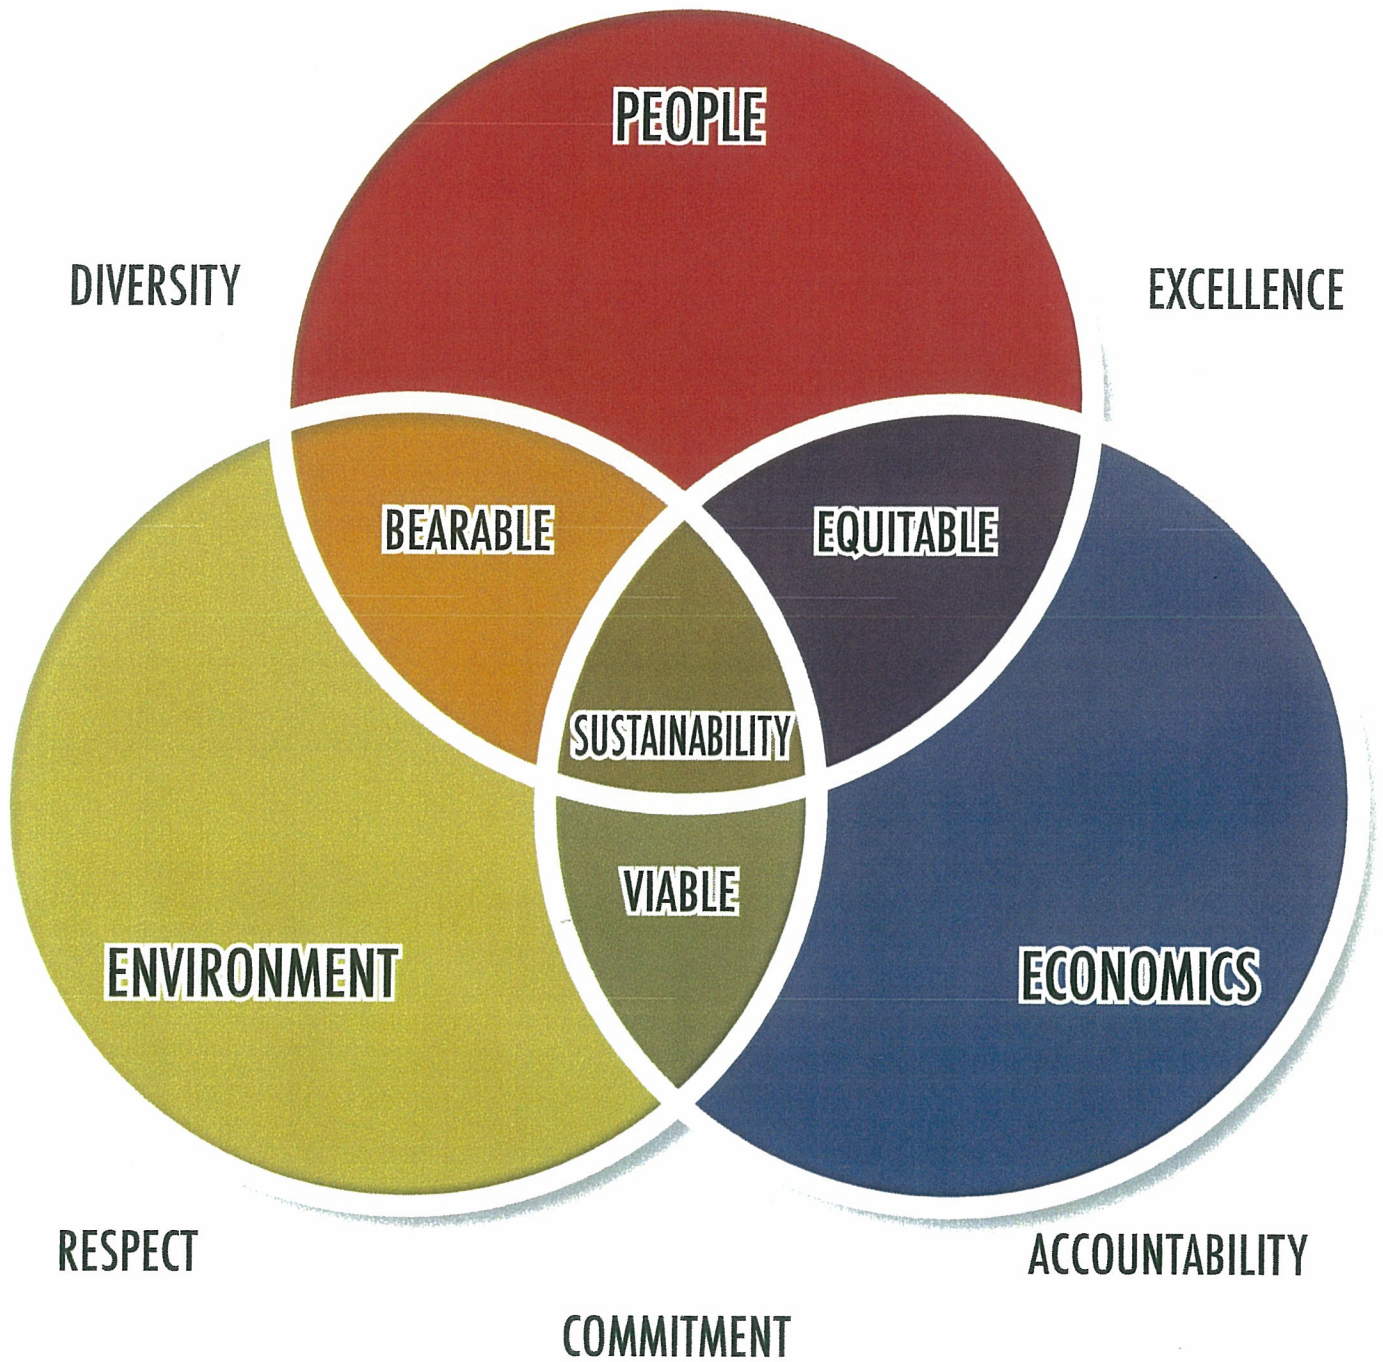 PEOPLE
DIVERSITY
EXCELLENCE
BEARABLE
EQUITABLE
SUSTAINABILITY
VIABLE
ENVIRONMENT
ECONOMICS
RESPECT
ACCOUNTABILITY
COMMITMENT